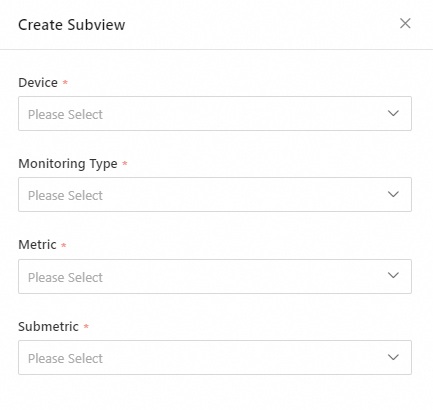 Create Subview
Device *
Please Select
Monitoring Type *
Please Select
Metric *
Please Select
Submetric *
Please Select